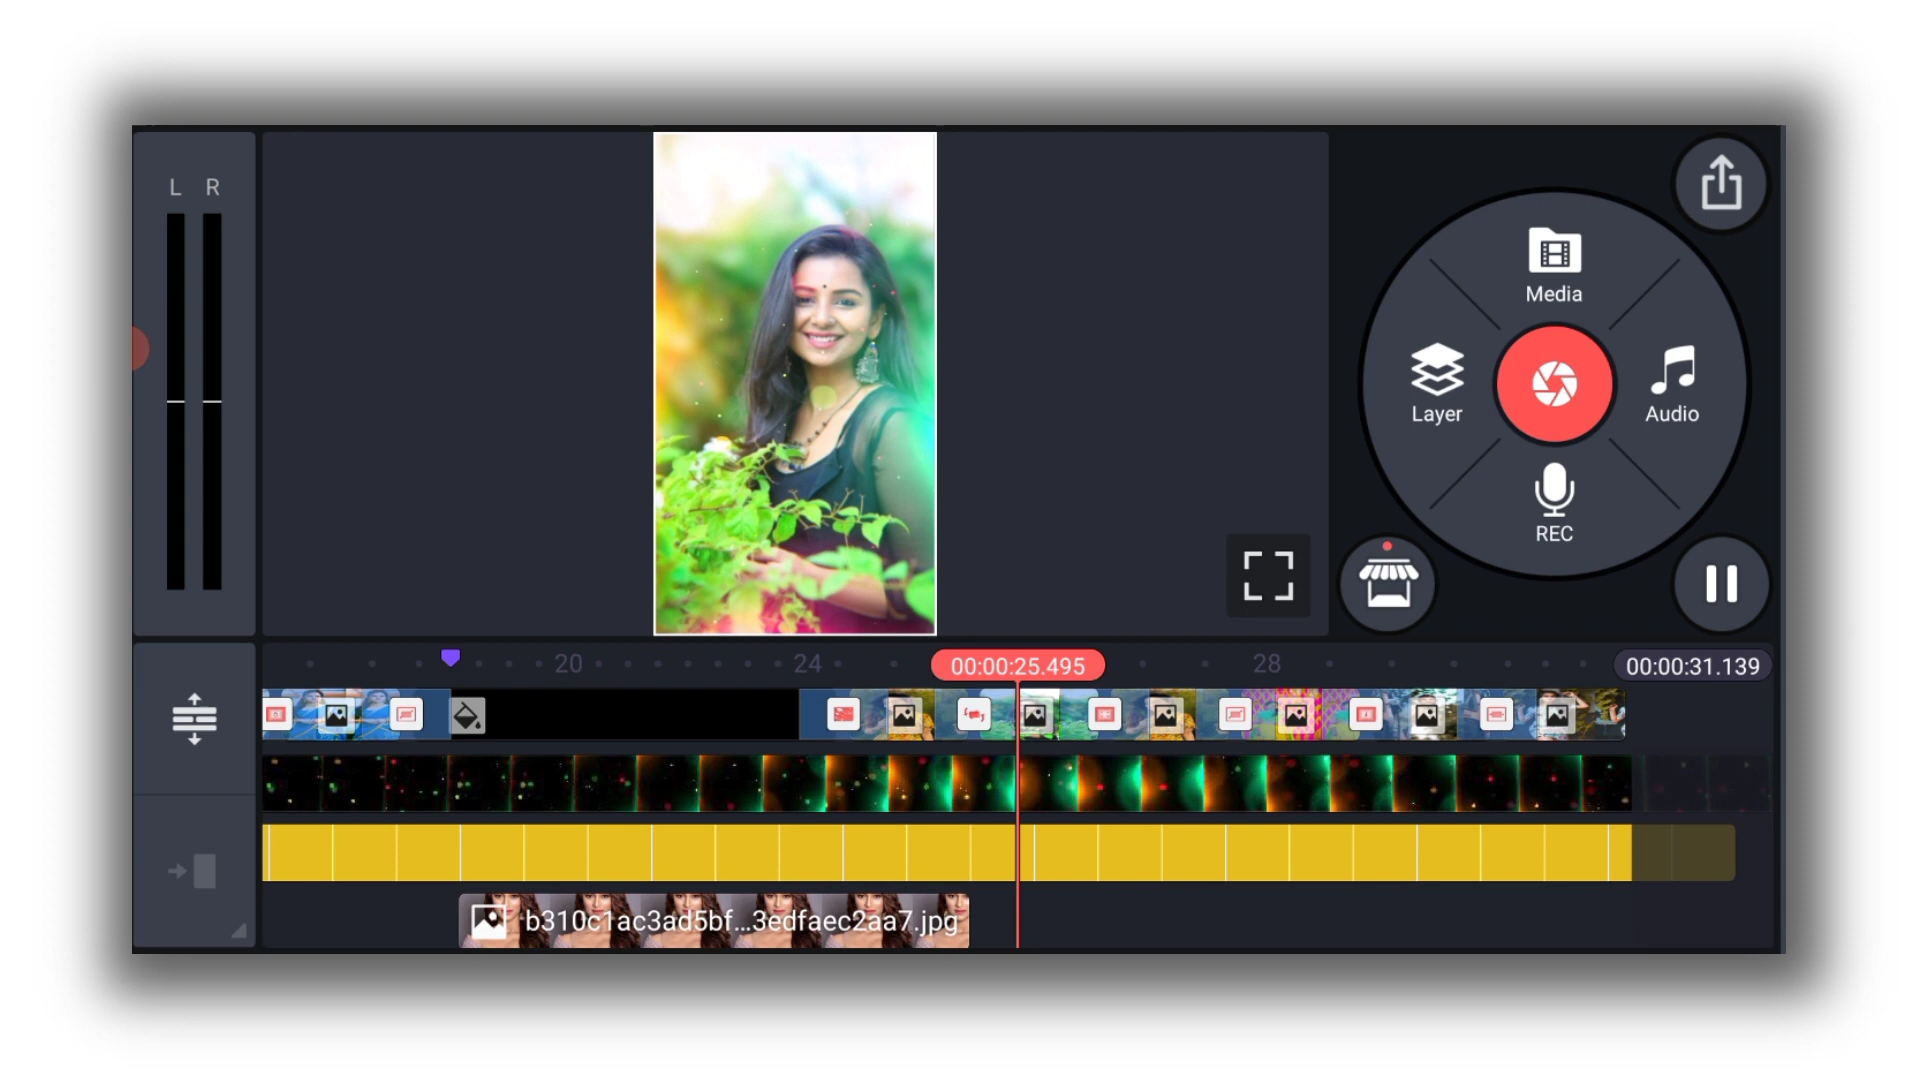 L R
Media
Layer
Audio
REC
20
24
00:00:25.495
28
00:00:31.139
b310c1ac3ad5bf...3edfaec2aa7.jpg